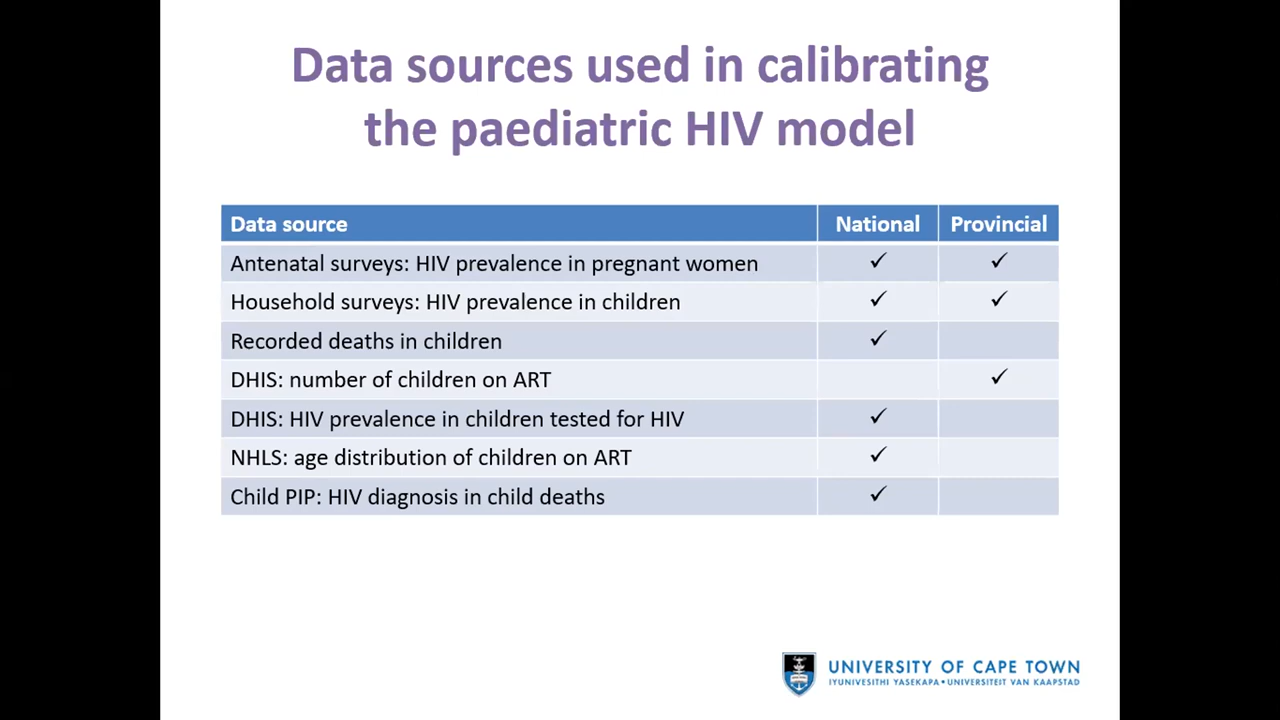 Data sources used in calibrating
the paediatric HIV model
Data source National Provincial
Antenatal surveys: HIV prevalence in pregnant women ✓ ✓
Household surveys: HIV prevalence in children ✓ ✓
Recorded deaths in children ✓
DHIS: number of children on ART ✓
DHIS: HIV prevalence in children tested for HIV ✓
NHLS: age distribution of children on ART ✓
Child PIP: HIV diagnosis in child deaths ✓
UNIVERSITY OF CAPE TOWN
IYUNIVESITHI YASEKAPA • UNIVERSITEIT VAN KAAPSTAD